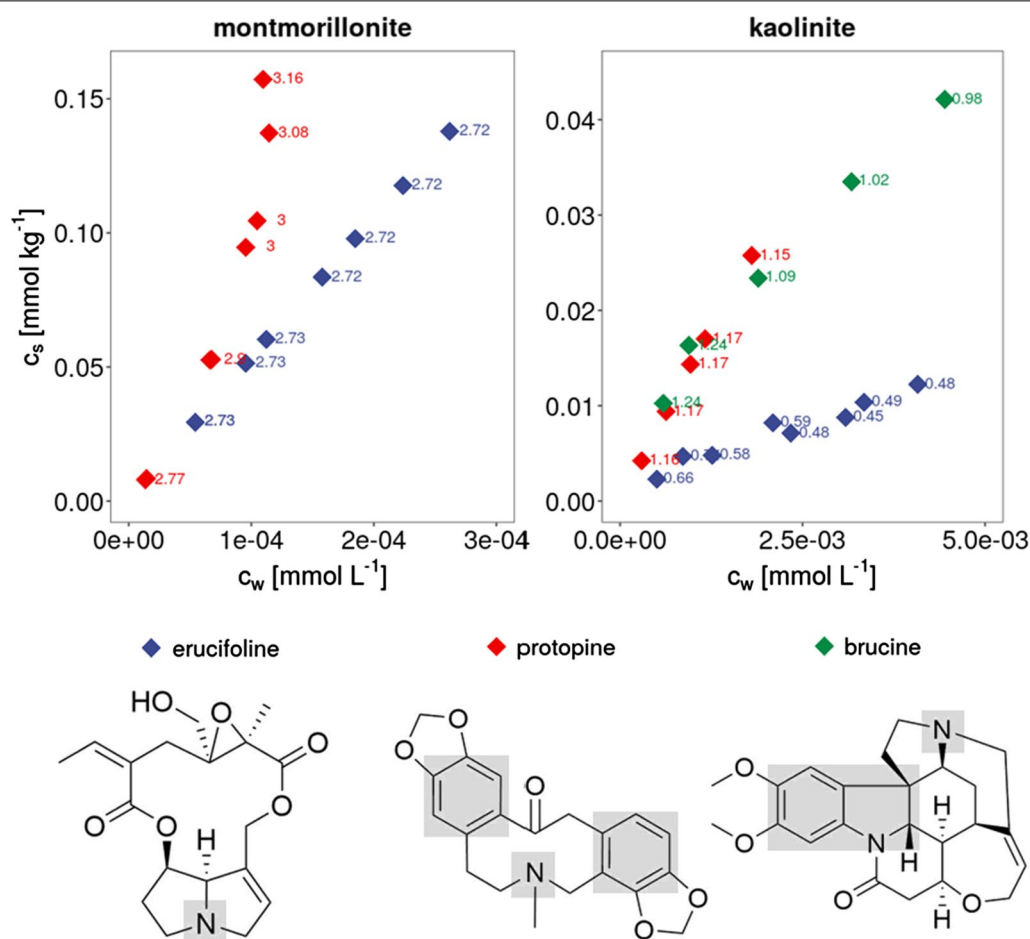 montmorillonite
kaolinite
c_s [mmol kg⁻¹]
0.15
0.10
0.05
0.00
3.16
3.08
3
3
2.9
2.77
2.72
2.72
2.72
2.72
2.73
2.73
2.73
0e+00
1e-04
2e-04
3e-04
c_w [mmol L⁻¹]
0.04
0.03
0.02
0.01
0.00
0.98
1.02
1.15
1.09
1.17
1.24
1.17
1.24
1.17
1.16
0.48
0.49
0.45
0.59
0.48
0.58
0.66
0.0e+00
2.5e-03
5.0e-03
c_w [mmol L⁻¹]
erucifoline
protopine
brucine
HO
O
O
O
O
O
H
N
O
O
O
N
O
O
N
O
O
H
N
H
O
O
H